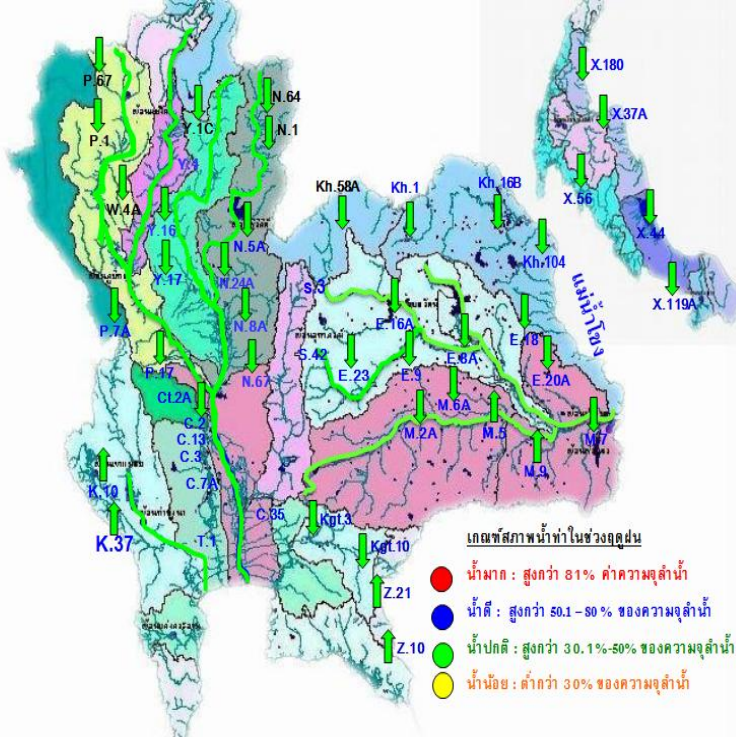 P.67
P.1
W.4A
Y.1C
N.64
N.1
Y.16
N.5A
Y.17
W.24A
N.8A
P.7A
P.17
N.67
Ct.2A
C.2
C.13
C.3
C.7A
C.35
T.1
K.10
K.37
Kh.58A
Kh.1
Kh.16B
Kh.104
แม่น้ำโขง
S.3
S.42
E.16A
E.23
E.9
E.8A
E.18
E.20A
M.6A
M.2A
M.5
M.9
M.7
Kgt.3
Kgt.10
Z.21
Z.10
X.180
X.37A
X.56
X.44
X.119A
เกณฑ์สภาพน้ำท่าในช่วงฤดูฝน
น้ำมาก : สูงกว่า 81% ค่าความจุลำน้ำ
น้ำดี : สูงกว่า 50.1 – 80 % ของความจุลำน้ำ
น้ำปกติ : สูงกว่า 30.1%-50% ของความจุลำน้ำ
น้ำน้อย : ต่ำกว่า 30% ของความจุลำน้ำ